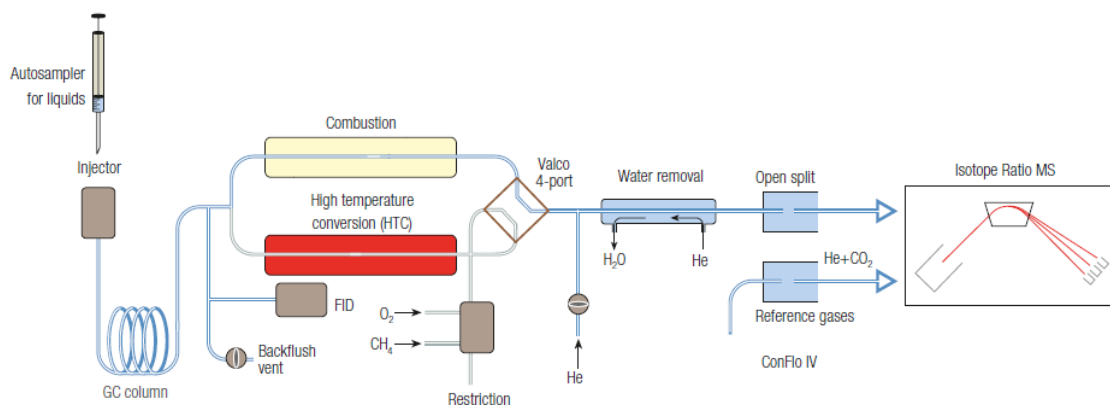 Autosampler
for liquids
Injector
GC column
Combustion
High temperature
conversion (HTC)
FID
Backflush
vent
O₂
CH₄
Restriction
Valco
4-port
Water removal
H₂O
He
He
Open split
He+CO₂
Reference gases
ConFlo IV
Isotope Ratio MS